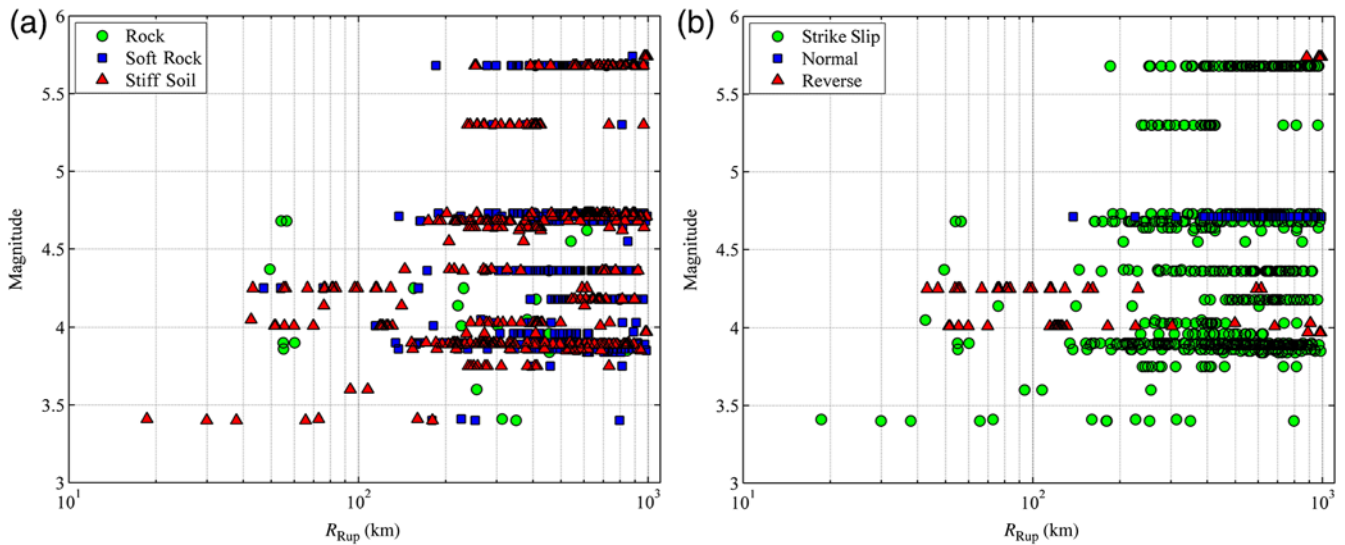 (a)
Rock
Soft Rock
Stiff Soil
6
5.5
5
4.5
4
3.5
3
Magnitude
10^1
10^2
10^3
R_Rup (km)
(b)
Strike Slip
Normal
Reverse
6
5.5
5
4.5
4
3.5
3
Magnitude
10^1
10^2
10^3
R_Rup (km)